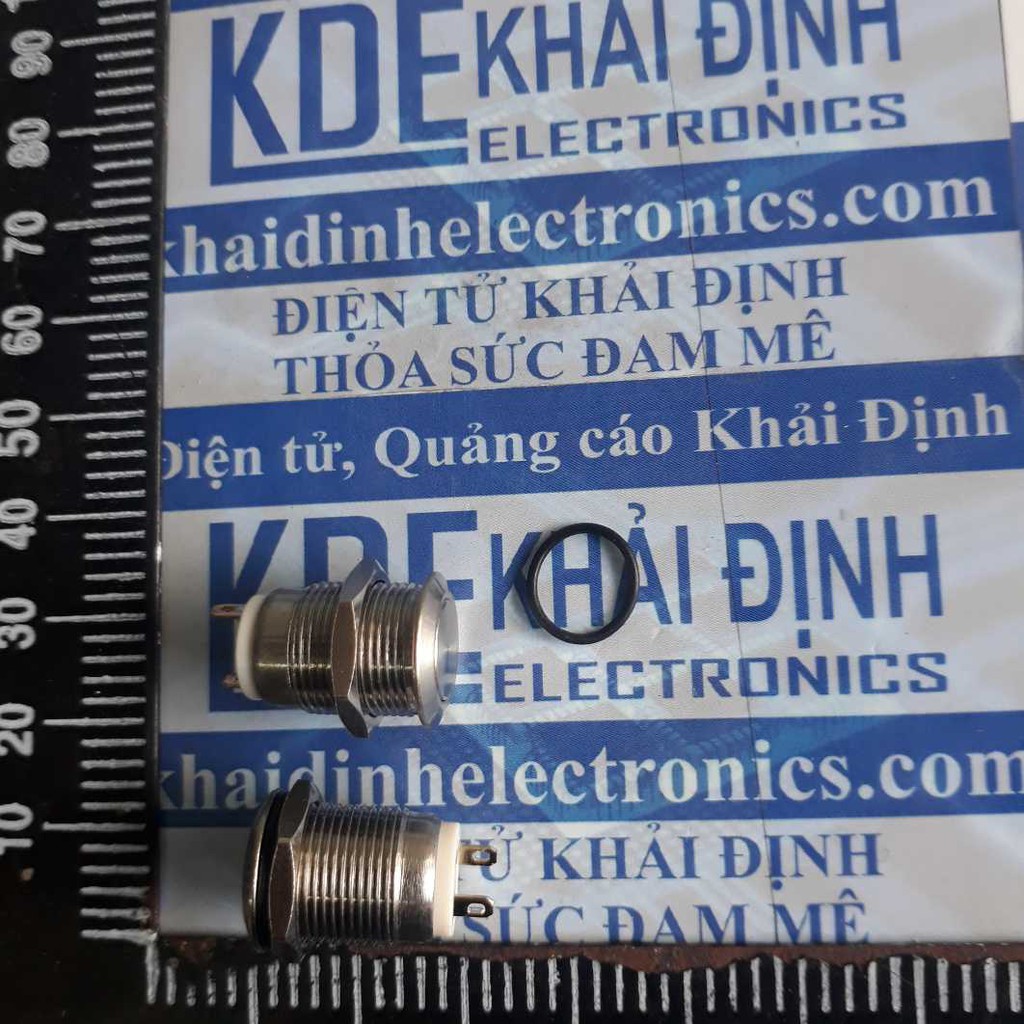 KDE KHẢI ĐỊNH
ELECTRONICS
khaidinhelectronics.com
ĐIỆN TỬ KHẢI ĐỊNH
THỎA SỨC ĐAM MÊ
Điện tử, Quảng cáo Khải Định
KDE KHẢI ĐỊNH
ELECTRONICS
khaidinhelectronics.com
TỬ KHẢI ĐỊNH
SỨC ĐAM MÊ
90
80
70
60
50
40
30
20
10